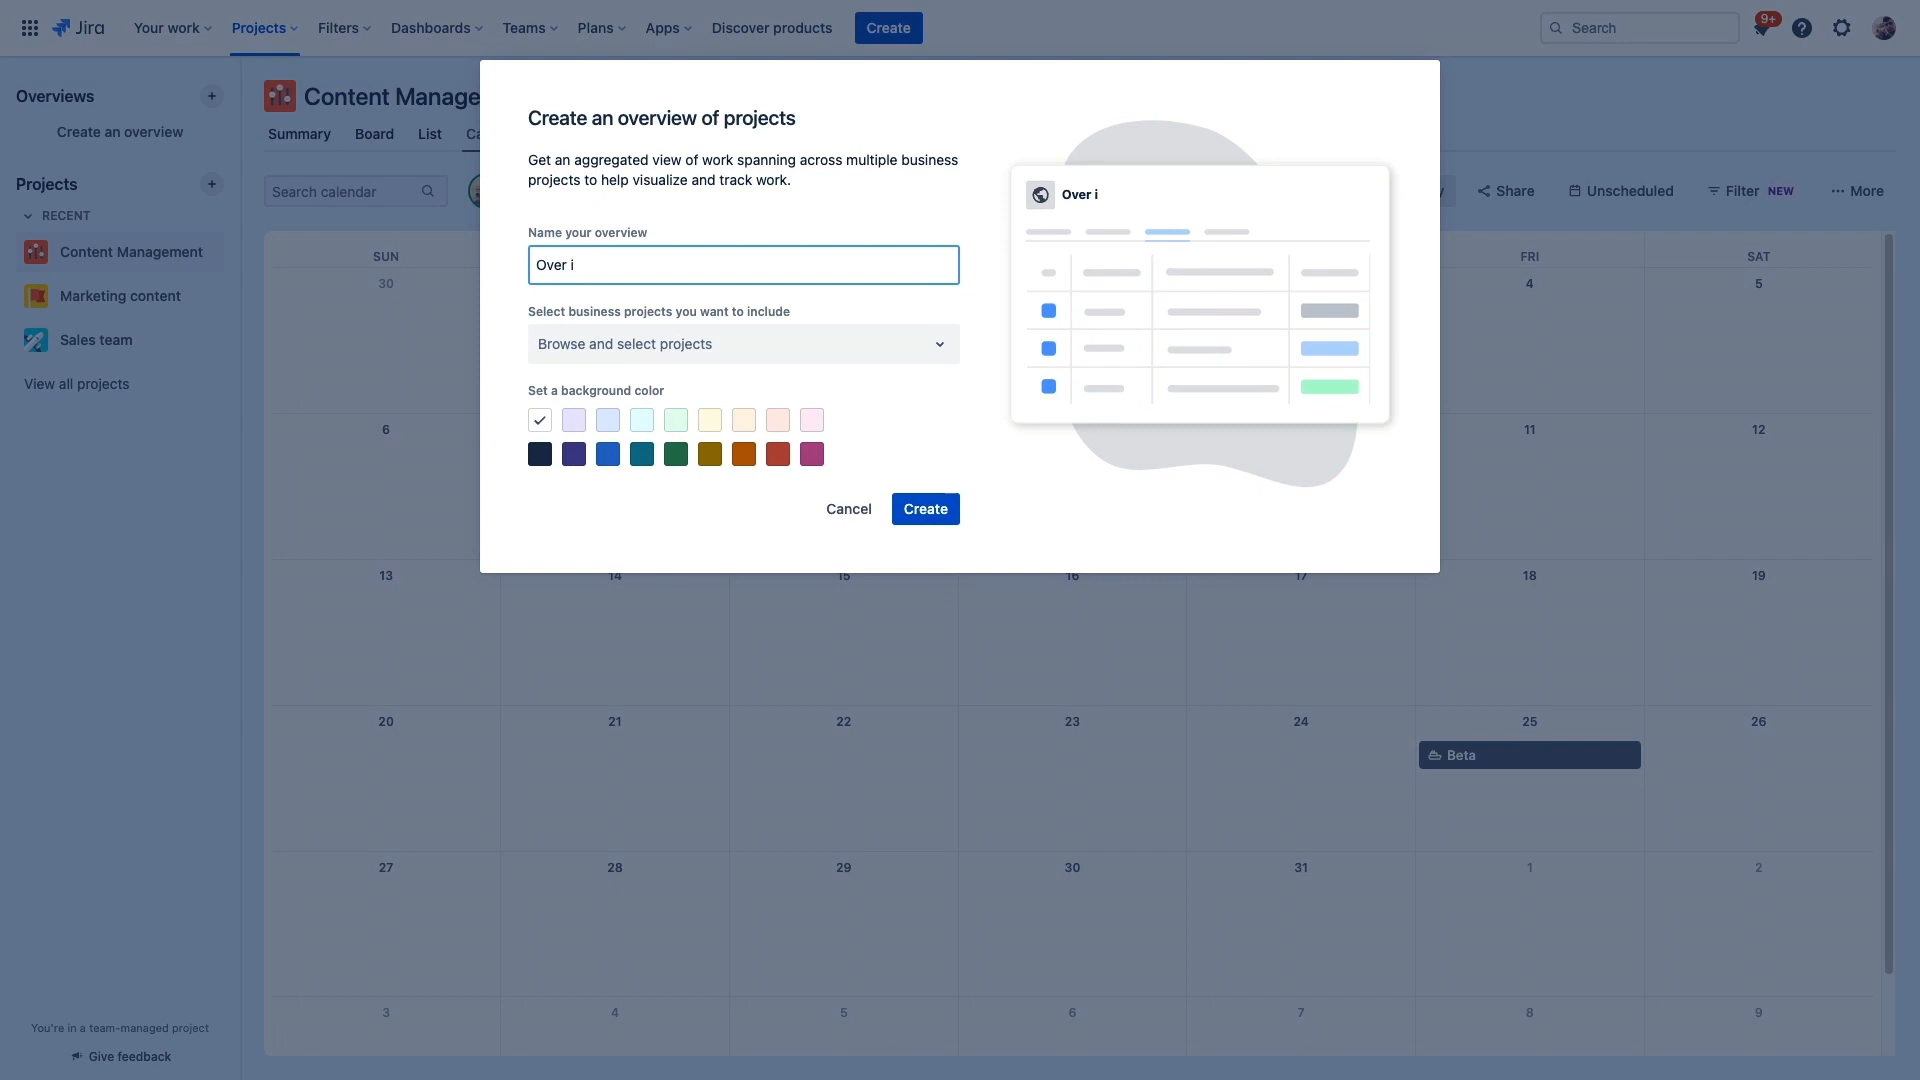 Jira
Your work
Projects
Filters
Dashboards
Teams
Plans
Apps
Discover products
Create
Search
9+
Overviews
Create an overview
Projects
RECENT
Content Management
Marketing content
Sales team
View all projects
You're in a team-managed project
Give feedback
Content Manage
Summary
Board
List
Ca
Search calendar
Share
Unscheduled
Filter NEW
More
Create an overview of projects
Get an aggregated view of work spanning across multiple business
projects to help visualize and track work.
Name your overview
Over i
Select business projects you want to include
Browse and select projects
Set a background color
Cancel
Create
Over i
SUN
FRI
SAT
30
4
5
6
11
12
13
14
15
16
17
18
19
20
21
22
23
24
25
26
Beta
27
28
29
30
31
1
2
3
4
5
6
7
8
9